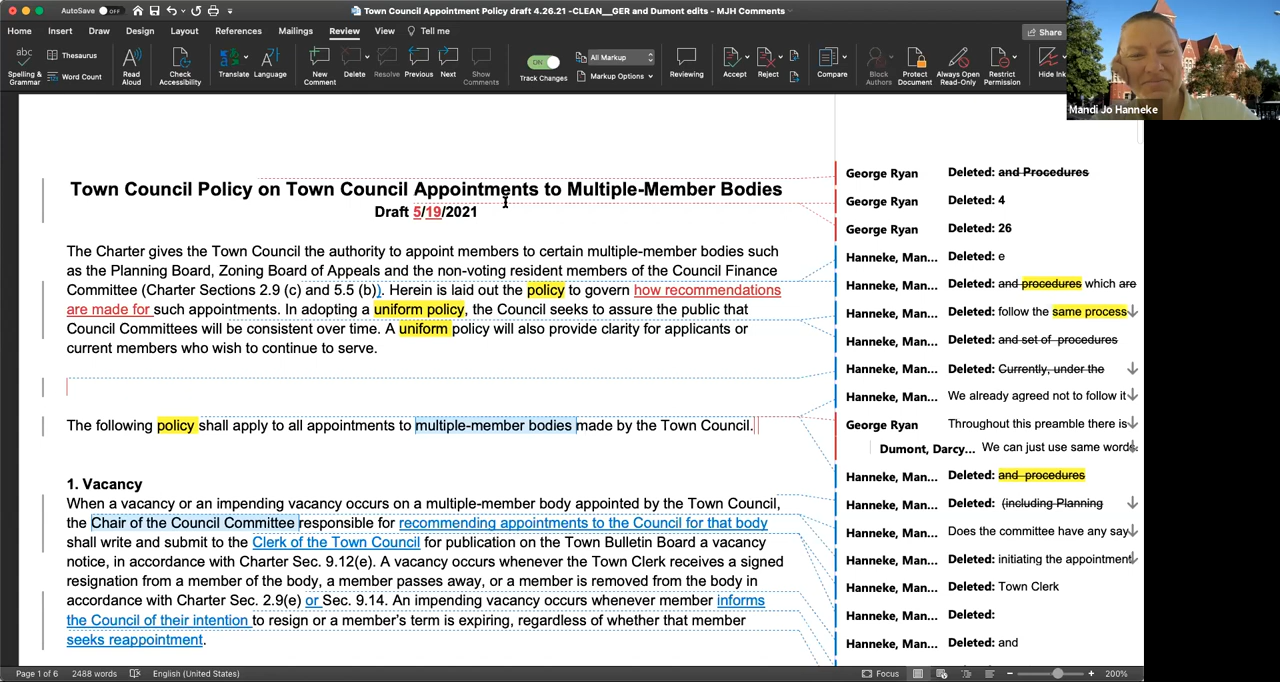 AutoSave OFF
Town Council Appointment Policy draft 4.26.21 -CLEAN__GER and Dumont edits - MJH Comments
Home Insert Draw Design Layout References Mailings Review View Tell me
Share
Spelling & Grammar
Thesaurus
Word Count
Read Aloud
Check Accessibility
Translate
Language
New Comment
Delete
Resolve
Previous
Next
Show Comments
ON
Track Changes
All Markup
Markup Options
Reviewing
Accept
Reject
Compare
Block Authors
Protect Document
Always Open Read-Only
Restrict Permission
Hide Ink
Mandi Jo Hanneke
Town Council Policy on Town Council Appointments to Multiple-Member Bodies
Draft 5/19/2021
The Charter gives the Town Council the authority to appoint members to certain multiple-member bodies such
as the Planning Board, Zoning Board of Appeals and the non-voting resident members of the Council Finance
Committee (Charter Sections 2.9 (c) and 5.5 (b)). Herein is laid out the policy to govern how recommendations
are made for such appointments. In adopting a uniform policy, the Council seeks to assure the public that
Council Committees will be consistent over time. A uniform policy will also provide clarity for applicants or
current members who wish to continue to serve.
The following policy shall apply to all appointments to multiple-member bodies made by the Town Council.
1. Vacancy
When a vacancy or an impending vacancy occurs on a multiple-member body appointed by the Town Council,
the Chair of the Council Committee responsible for recommending appointments to the Council for that body
shall write and submit to the Clerk of the Town Council for publication on the Town Bulletin Board a vacancy
notice, in accordance with Charter Sec. 9.12(e). A vacancy occurs whenever the Town Clerk receives a signed
resignation from a member of the body, a member passes away, or a member is removed from the body in
accordance with Charter Sec. 2.9(e) or Sec. 9.14. An impending vacancy occurs whenever member informs
the Council of their intention to resign or a member's term is expiring, regardless of whether that member
seeks reappointment.
George Ryan Deleted: and Procedures
George Ryan Deleted: 4
George Ryan Deleted: 26
Hanneke, Man... Deleted: e
Hanneke, Man... Deleted: and procedures which are
Hanneke, Man... Deleted: follow the same process
Hanneke, Man... Deleted: and set of procedures
Hanneke, Man... Deleted: Currently, under the
Hanneke, Man... We already agreed not to follow it
George Ryan Throughout this preamble there is
Dumont, Darcy... We can just use same words
Hanneke, Man... Deleted: and procedures
Hanneke, Man... Deleted: (including Planning
Hanneke, Man... Does the committee have any say
Hanneke, Man... Deleted: initiating the appointment
Hanneke, Man... Deleted: Town Clerk
Hanneke, Man... Deleted:
Hanneke, Man... Deleted: and
Page 1 of 6 2488 words English (United States) Focus 200%